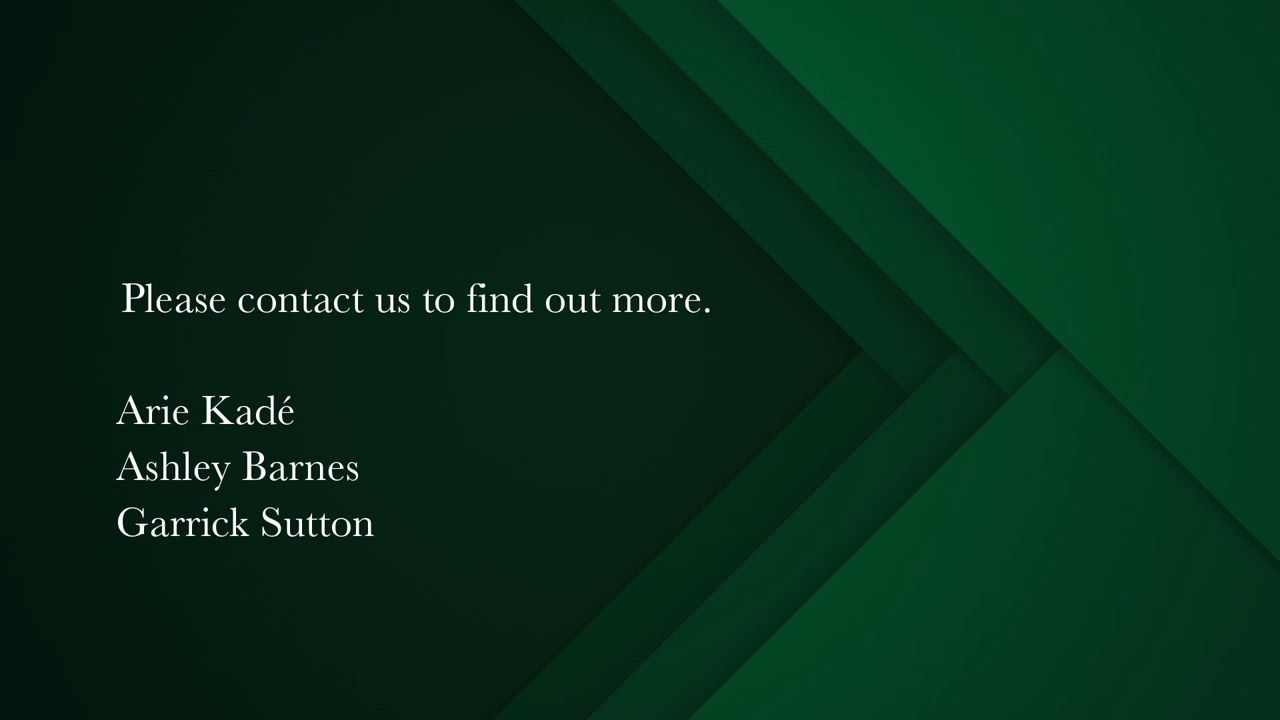 Please contact us to find out more.
Arie Kadé
Ashley Barnes
Garrick Sutton